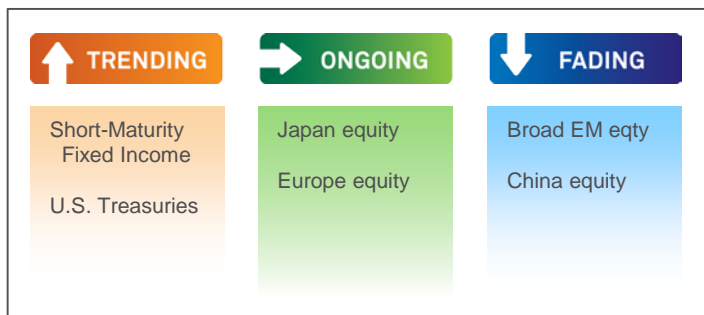 TRENDING
Short-Maturity
Fixed Income
U.S. Treasuries
ONGOING
Japan equity
Europe equity
FADING
Broad EM eqty
China equity